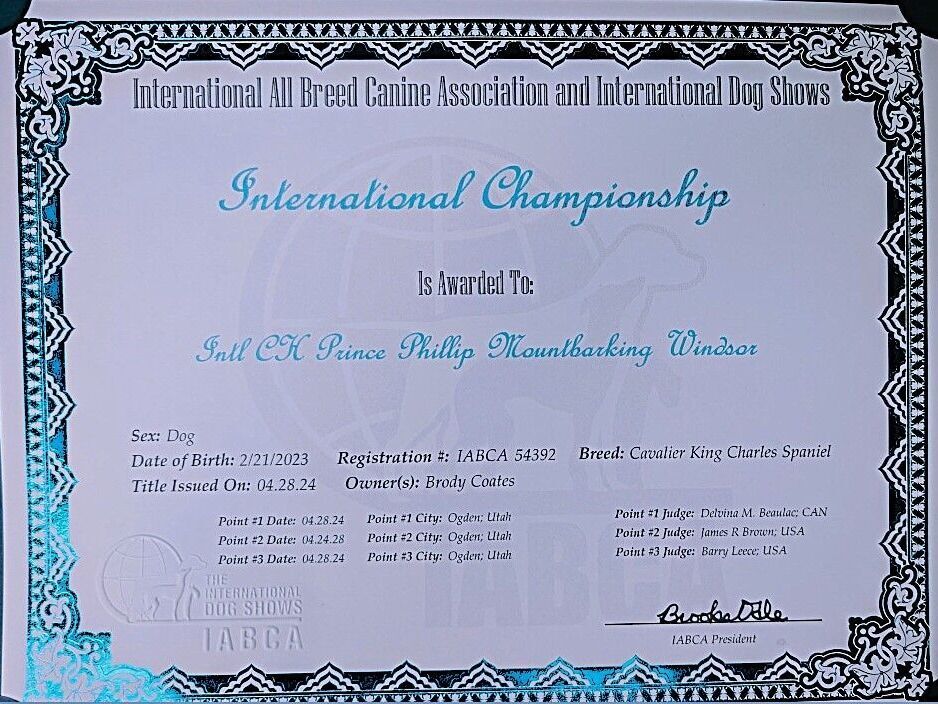 International All Breed Canine Association and International Dog Shows
International Championship
Is Awarded To:
Intl CH Prince Phillip Mountbarking Windsor
Sex: Dog
Date of Birth: 2/21/2023 Registration #: IABCA 54392 Breed: Cavalier King Charles Spaniel
Title Issued On: 04.28.24 Owner(s): Brody Coates
Point #1 Date: 04.28.24 Point #1 City: Ogden; Utah Point #1 Judge: Delvina M. Beaulac; CAN
Point #2 Date: 04.24.28 Point #2 City: Ogden; Utah Point #2 Judge: James R Brown; USA
Point #3 Date: 04.28.24 Point #3 City: Ogden; Utah Point #3 Judge: Barry Leece; USA
THE
INTERNATIONAL
DOG SHOWS
IABCA
IABCA
IABCA President